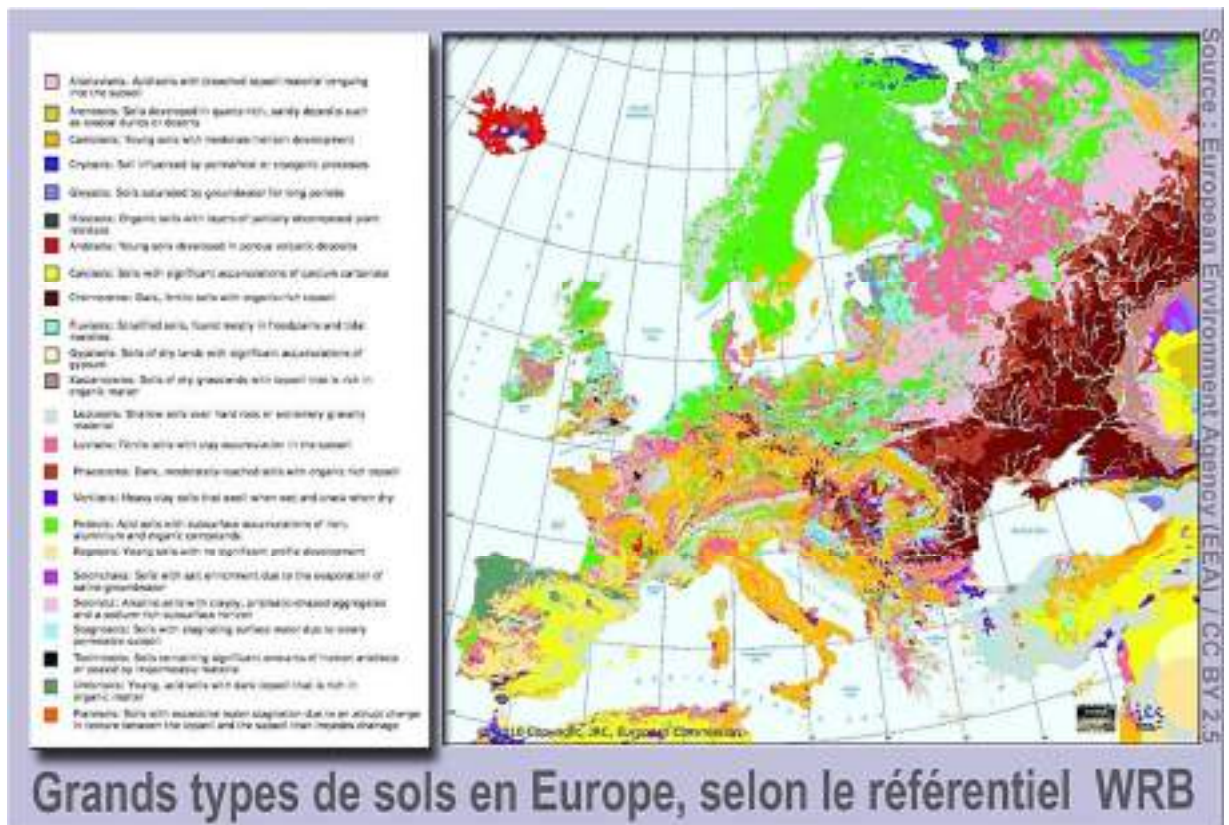 Albeluvisols: Acid soils with bleached topsoil material tonguing
into the subsoil
Arenosols: Soils developed in quartz-rich, sandy deposits such
as coastal dunes or deserts
Cambisols: Young soils with moderate horizon development
Cryosols: Soil influenced by permafrost or cryogenic processes
Gleysols: Soils saturated by groundwater for long periods
Histosols: Organic soils with layers of partially decomposed plant
residues
Andosols: Young soils developed in porous volcanic deposits
Calcisols: Soils with significant accumulations of calcium carbonate
Chernozems: Dark, fertile soils with organic-rich topsoil
Fluvisols: Stratified soils, found mostly in floodplains and tidal
marshes
Gypsisols: Soils of dry lands with significant accumulations of
gypsum
Kastanozems: Soils of dry grasslands with topsoil that is rich in
organic matter
Leptosols: Shallow soils over hard rock or extremely gravelly
material
Luvisols: Fertile soils with clay accumulation in the subsoil
Phaeozems: Dark, moderately-leached soils with organic rich topsoil
Vertisols: Heavy clay soils that swell when wet and crack when dry
Podzols: Acid soils with subsurface accumulations of iron,
aluminium and organic compounds
Regosols: Young soils with no significant profile development
Solonchaks: Soils with salt enrichment due to the evaporation of
saline groundwater
Solonetz: Alkaline soils with clayey, prismatic-shaped aggregates
and a sodium rich subsurface horizon
Stagnosols: Soils with stagnating surface water due to slowly
permeable subsoil
Technosols: Soils containing significant amounts of human artefacts
or sealed by impermeable material
Umbrisols: Young, acid soils with dark topsoil that is rich in
organic matter
Planosols: Soils with occasional water stagnation due to an abrupt change
in texture between the topsoil and the subsoil that impedes drainage
2010 Copyright, JRC, European Commission
Source : European Environment Agency (EEA) / CC BY 2.5
Grands types de sols en Europe, selon le référentiel WRB